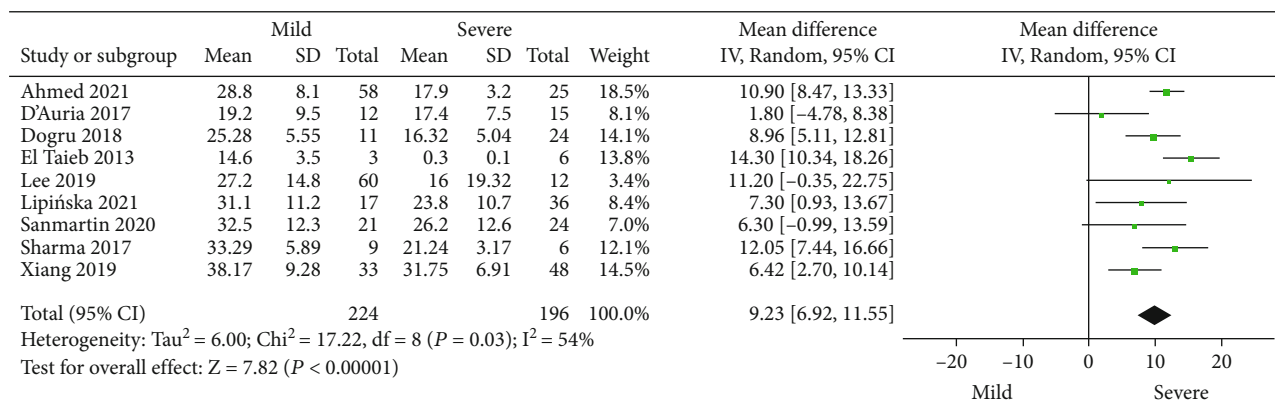 Mild Severe Mean difference Mean difference
Study or subgroup Mean SD Total Mean SD Total Weight IV, Random, 95% CI IV, Random, 95% CI
Ahmed 2021 28.8 8.1 58 17.9 3.2 25 18.5% 10.90 [8.47, 13.33]
D’Auria 2017 19.2 9.5 12 17.4 7.5 15 8.1% 1.80 [−4.78, 8.38]
Dogru 2018 25.28 5.55 11 16.32 5.04 24 14.1% 8.96 [5.11, 12.81]
El Taieb 2013 14.6 3.5 3 0.3 0.1 6 13.8% 14.30 [10.34, 18.26]
Lee 2019 27.2 14.8 60 16 19.32 12 3.4% 11.20 [−0.35, 22.75]
Lipińska 2021 31.1 11.2 17 23.8 10.7 36 8.4% 7.30 [0.93, 13.67]
Sanmartin 2020 32.5 12.3 21 26.2 12.6 24 7.0% 6.30 [−0.99, 13.59]
Sharma 2017 33.29 5.89 9 21.24 3.17 6 12.1% 12.05 [7.44, 16.66]
Xiang 2019 38.17 9.28 33 31.75 6.91 48 14.5% 6.42 [2.70, 10.14]
Total (95% CI) 224 196 100.0% 9.23 [6.92, 11.55]
Heterogeneity: Tau² = 6.00; Chi² = 17.22, df = 8 (P = 0.03); I² = 54%
Test for overall effect: Z = 7.82 (P < 0.00001)
−20 −10 0 10 20
Mild Severe